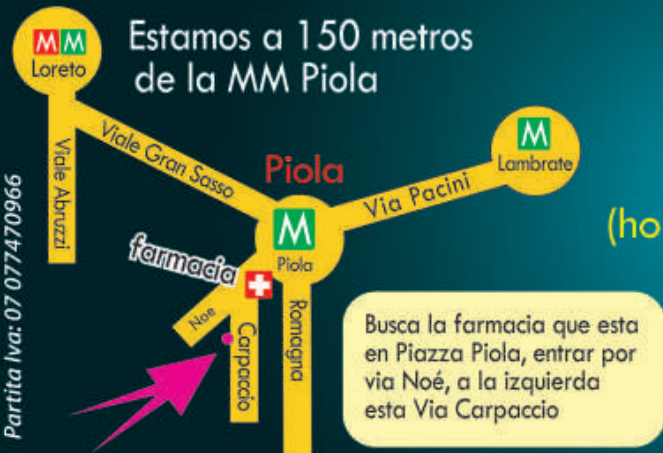 Estamos a 150 metros
de la MM Piola
MM
Loreto
Viale Abruzzi
Viale Gran Sasso
Piola
M
Piola
Via Pacini
M
Lambrate
(ho
farmacia
Noe
Carpaccio
Romagna
Busca la farmacia que esta
en Piazza Piola, entrar por
via Noé, a la izquierda
esta Via Carpaccio
Partita Iva: 07 077470966